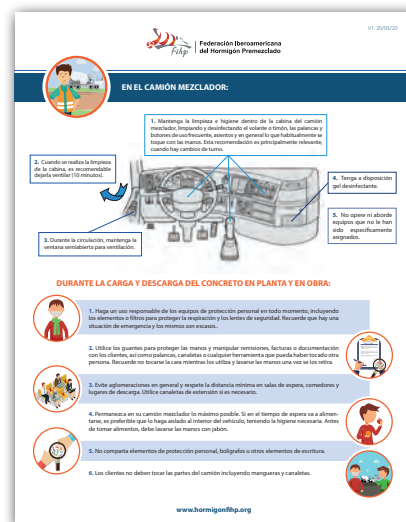 V1. 20/03/20
Fihp
Federación Iberoamericana
del Hormigón Premezclado
EN EL CAMIÓN MEZCLADOR:
1. Mantenga la limpieza e higiene dentro de la cabina del camión
mezclador, limpiando y desinfectando el volante o timón, las palancas y
botones de uso frecuente, asientos y en general lo que habitualmente se
toque con las manos. Esta recomendación es particularmente relevante,
cuando hay cambios de turno.
2. Cuando se realiza la limpieza
de la cabina, es recomendable
dejarla ventilar (10 minutos).
3. Durante la circulación, mantenga la
ventana semiabierta para ventilación.
4. Tenga a disposición
gel desinfectante.
5. No opere ni aborde
equipos que no le han
sido específicamente
asignados.
DURANTE LA CARGA Y DESCARGA DEL CONCRETO EN PLANTA Y EN OBRA:
1. Haga un uso responsable de los equipos de protección personal en todo momento, incluyendo
los elementos o filtros para proteger la respiración y los lentes de seguridad. Recuerde que hay una
situación de emergencia y los mismos son escasos..
2. Utilice los guantes para proteger las manos y manipular remisiones, facturas o documentación
con los clientes, así como palancas, canaletas o cualquier herramienta que pueda haber tocado otra
persona. Recuerde no tocarse la cara mientras los utiliza y lavarse las manos una vez se los retira.
3. Evite aglomeraciones en general y respete la distancia mínima en salas de espera, comedores y
lugares de descarga. Utilice canaletas de extensión si es necesario.
4. Permanezca en su camión mezclador lo máximo posible. Si en el tiempo de espera va a alimen-
tarse, es preferible que lo haga aislado al interior del vehículo, teniendo la higiene necesaria. Antes
de tomar alimentos, debe lavarse las manos con jabón.
5. No comparta elementos de protección personal, bolígrafos u otros elementos de escritura.
6. Los clientes no deben tocar las partes del camión incluyendo mangueras y canaletas.
www.hormigonfihp.org